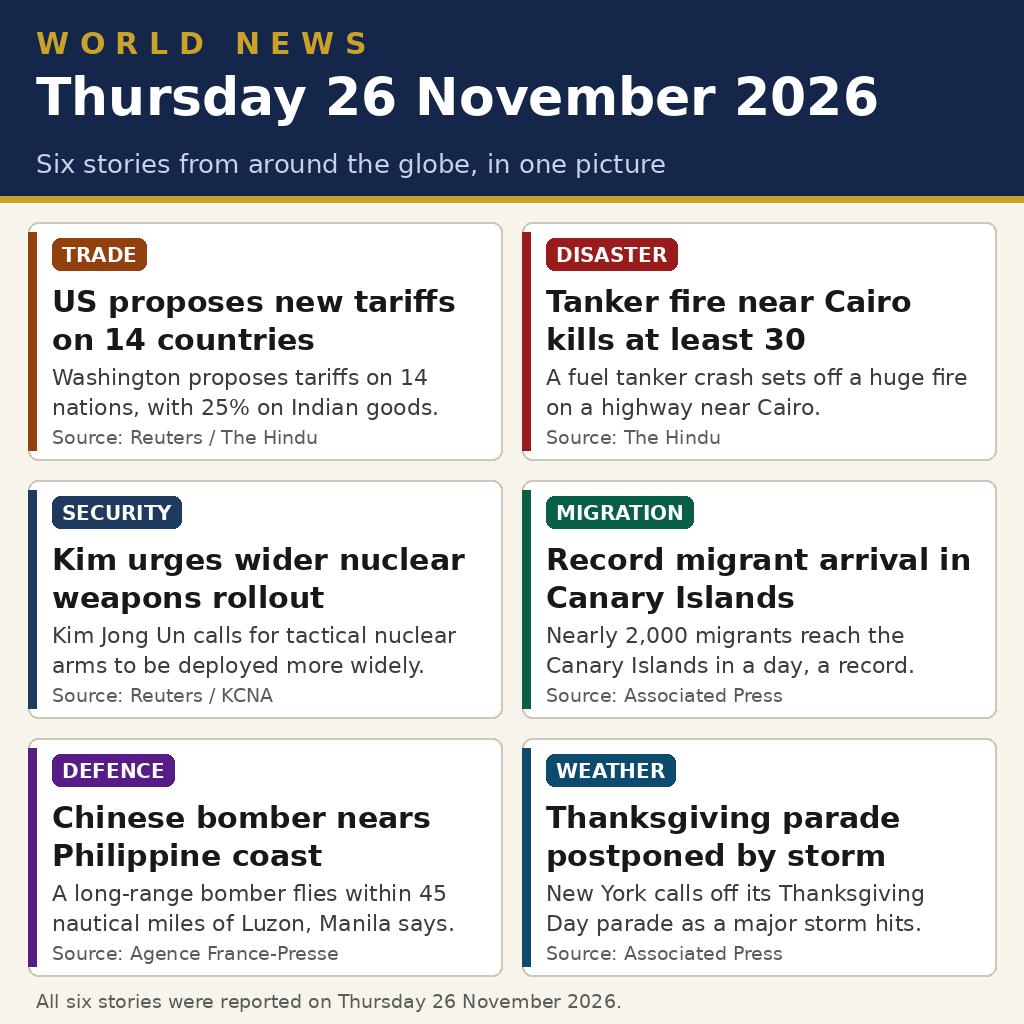 WORLD NEWS
Thursday 26 November 2026
Six stories from around the globe, in one picture
TRADE
US proposes new tariffs
on 14 countries
Washington proposes tariffs on 14
nations, with 25% on Indian goods.
Source: Reuters / The Hindu
DISASTER
Tanker fire near Cairo
kills at least 30
A fuel tanker crash sets off a huge fire
on a highway near Cairo.
Source: The Hindu
SECURITY
Kim urges wider nuclear
weapons rollout
Kim Jong Un calls for tactical nuclear
arms to be deployed more widely.
Source: Reuters / KCNA
MIGRATION
Record migrant arrival in
Canary Islands
Nearly 2,000 migrants reach the
Canary Islands in a day, a record.
Source: Associated Press
DEFENCE
Chinese bomber nears
Philippine coast
A long-range bomber flies within 45
nautical miles of Luzon, Manila says.
Source: Agence France-Presse
WEATHER
Thanksgiving parade
postponed by storm
New York calls off its Thanksgiving
Day parade as a major storm hits.
Source: Associated Press
All six stories were reported on Thursday 26 November 2026.